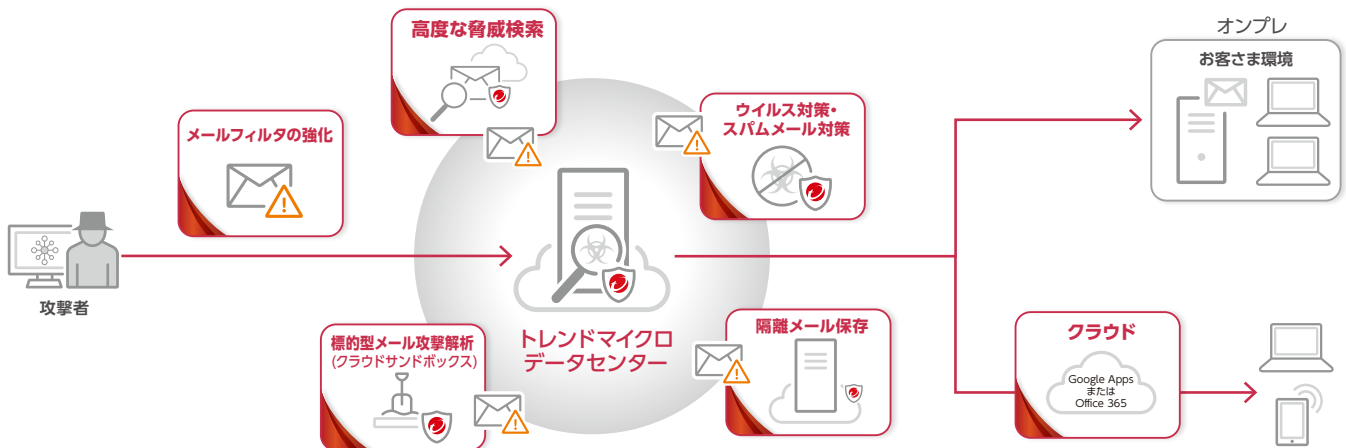 高度な脅威検索
オンプレ
お客さま環境
メールフィルタの強化
ウイルス対策・
スパムメール対策
攻撃者
トレンドマイクロ
データセンター
標的型メール攻撃解析
(クラウドサンドボックス)
隔離メール保存
クラウド
Google Apps
または
Office 365